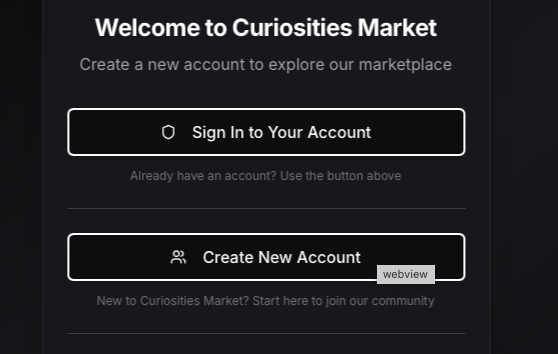 Welcome to Curiosities Market
Create a new account to explore our marketplace
Sign In to Your Account
Already have an account? Use the button above
Create New Account
webview
New to Curiosities Market? Start here to join our community